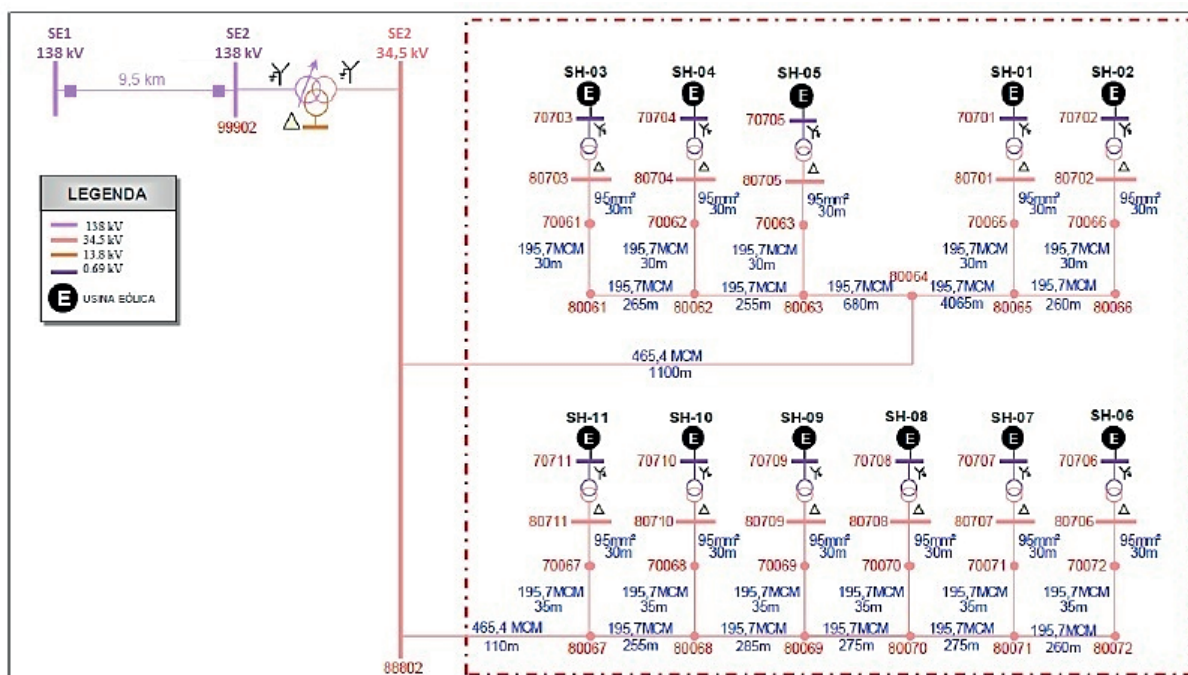 SE1
138 kV
SE2
138 kV
SE2
34,5 kV
9,5 km
99902
LEGENDA
138 kV
34.5 kV
13.8 kV
0.69 kV
E USINA EÓLICA
SH-03 SH-04 SH-05 SH-01 SH-02
E E E E E
70703 70704 70705 70701 70702
80703 80704 80705 80701 80702
95mm² 95mm² 95mm² 95mm² 95mm²
30m 30m 30m 30m 30m
70061 70062 70063 70065 70066
195,7MCM 195,7MCM 195,7MCM 195,7MCM 195,7MCM
30m 30m 30m 30m 30m
80064
195,7MCM 195,7MCM 195,7MCM 195,7MCM 195,7MCM
80061 265m 80062 255m 80063 680m 4065m 80065 260m 80066
465,4 MCM
1100m
SH-11 SH-10 SH-09 SH-08 SH-07 SH-06
E E E E E E
70711 70710 70709 70708 70707 70706
80711 80710 80709 80708 80707 80706
95mm² 95mm² 95mm² 95mm² 95mm² 95mm²
30m 30m 30m 30m 30m 30m
70067 70068 70069 70070 70071 70072
195,7MCM 195,7MCM 195,7MCM 195,7MCM 195,7MCM 195,7MCM
35m 35m 35m 35m 35m 35m
465,4 MCM 195,7MCM 195,7MCM 195,7MCM 195,7MCM 195,7MCM
110m 80067 255m 80068 285m 80069 275m 80070 275m 80071 260m 80072
88802